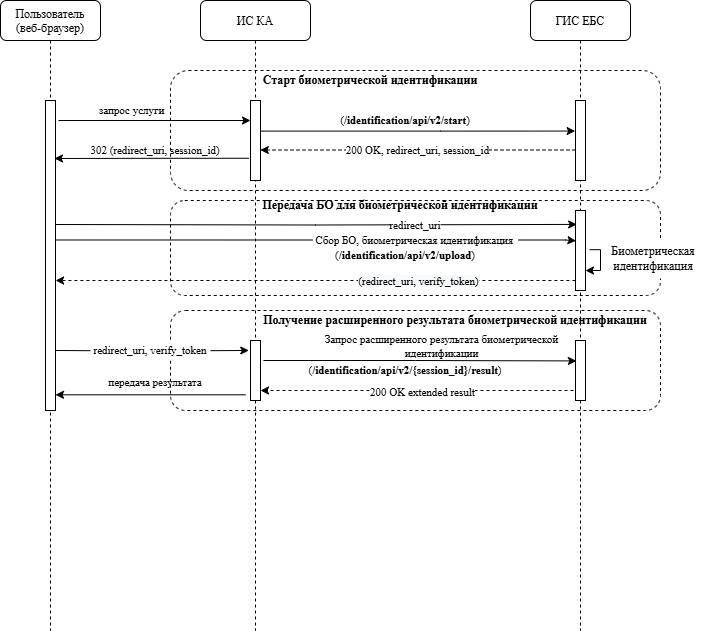 Пользователь
(веб-браузер)
ИС КА
ГИС ЕБС
Старт биометрической идентификации
запрос услуги
(/identification/api/v2/start)
302 (redirect_uri, session_id)
200 OK, redirect_uri, session_id
Передача БО для биометрической идентификации
redirect_uri
Сбор БО, биометрическая идентификация
(/identification/api/v2/upload)
Биометрическая
идентификация
(redirect_uri, verify_token)
Получение расширенного результата биометрической идентификации
Запрос расширенного результата биометрической
идентификации
redirect_uri, verify_token
(/identification/api/v2/{session_id}/result)
передача результата
200 OK extended result